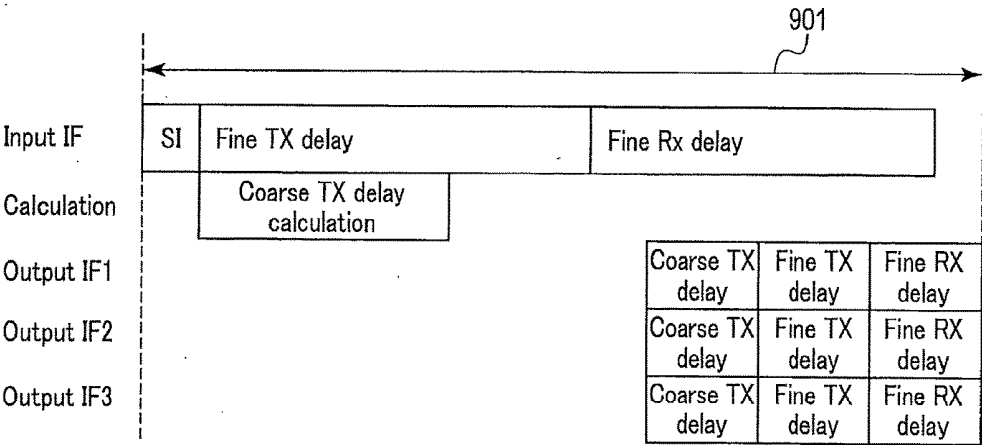 901
Input IF
SI
Fine TX delay
Fine Rx delay
Calculation
Coarse TX delay
calculation
Output IF1
Coarse TX
delay
Fine TX
delay
Fine RX
delay
Output IF2
Coarse TX
delay
Fine TX
delay
Fine RX
delay
Output IF3
Coarse TX
delay
Fine TX
delay
Fine RX
delay